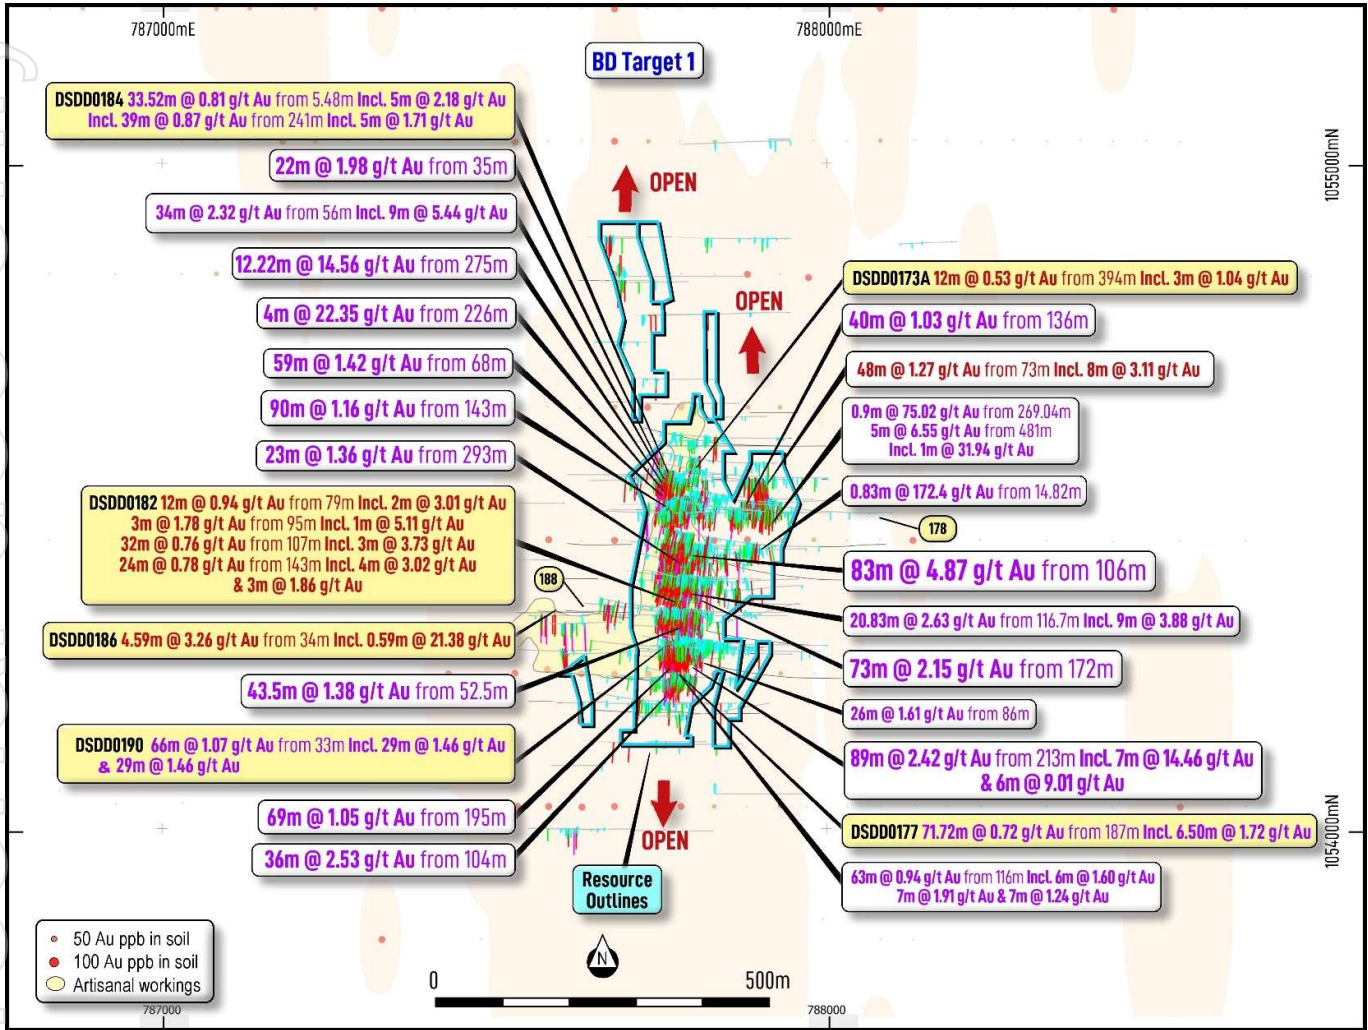 787000mE
788000mE
BD Target 1
DSDD0184 33.52m @ 0.81 g/t Au from 5.48m Incl. 5m @ 2.18 g/t Au
Incl. 39m @ 0.87 g/t Au from 241m Incl. 5m @ 1.71 g/t Au
22m @ 1.98 g/t Au from 35m
34m @ 2.32 g/t Au from 56m Incl. 9m @ 5.44 g/t Au
12.22m @ 14.56 g/t Au from 275m
4m @ 22.35 g/t Au from 226m
59m @ 1.42 g/t Au from 68m
90m @ 1.16 g/t Au from 143m
23m @ 1.36 g/t Au from 293m
DSDD0182 12m @ 0.94 g/t Au from 79m Incl. 2m @ 3.01 g/t Au
3m @ 1.78 g/t Au from 95m Incl. 1m @ 5.11 g/t Au
32m @ 0.76 g/t Au from 107m Incl. 3m @ 3.73 g/t Au
24m @ 0.78 g/t Au from 143m Incl. 4m @ 3.02 g/t Au
& 3m @ 1.86 g/t Au
DSDD0186 4.59m @ 3.26 g/t Au from 34m Incl. 0.59m @ 21.38 g/t Au
43.5m @ 1.38 g/t Au from 52.5m
DSDD0190 66m @ 1.07 g/t Au from 33m Incl. 29m @ 1.46 g/t Au
& 29m @ 1.46 g/t Au
69m @ 1.05 g/t Au from 195m
36m @ 2.53 g/t Au from 104m
OPEN
OPEN
188
178
OPEN
Resource
Outlines
1055000mN
DSDD0173A 12m @ 0.53 g/t Au from 394m Incl. 3m @ 1.04 g/t Au
40m @ 1.03 g/t Au from 136m
48m @ 1.27 g/t Au from 73m Incl. 8m @ 3.11 g/t Au
0.9m @ 75.02 g/t Au from 269.04m
5m @ 6.55 g/t Au from 481m
Incl. 1m @ 31.94 g/t Au
0.83m @ 172.4 g/t Au from 14.82m
83m @ 4.87 g/t Au from 106m
20.83m @ 2.63 g/t Au from 116.7m Incl. 9m @ 3.88 g/t Au
73m @ 2.15 g/t Au from 172m
26m @ 1.61 g/t Au from 86m
89m @ 2.42 g/t Au from 213m Incl. 7m @ 14.46 g/t Au
& 6m @ 9.01 g/t Au
DSDD0177 71.72m @ 0.72 g/t Au from 187m Incl. 6.50m @ 1.72 g/t Au
63m @ 0.94 g/t Au from 116m Incl. 6m @ 1.60 g/t Au
7m @ 1.91 g/t Au & 7m @ 1.24 g/t Au
1054000mN
50 Au ppb in soil
100 Au ppb in soil
Artisanal workings
N
0
500m
787000
788000